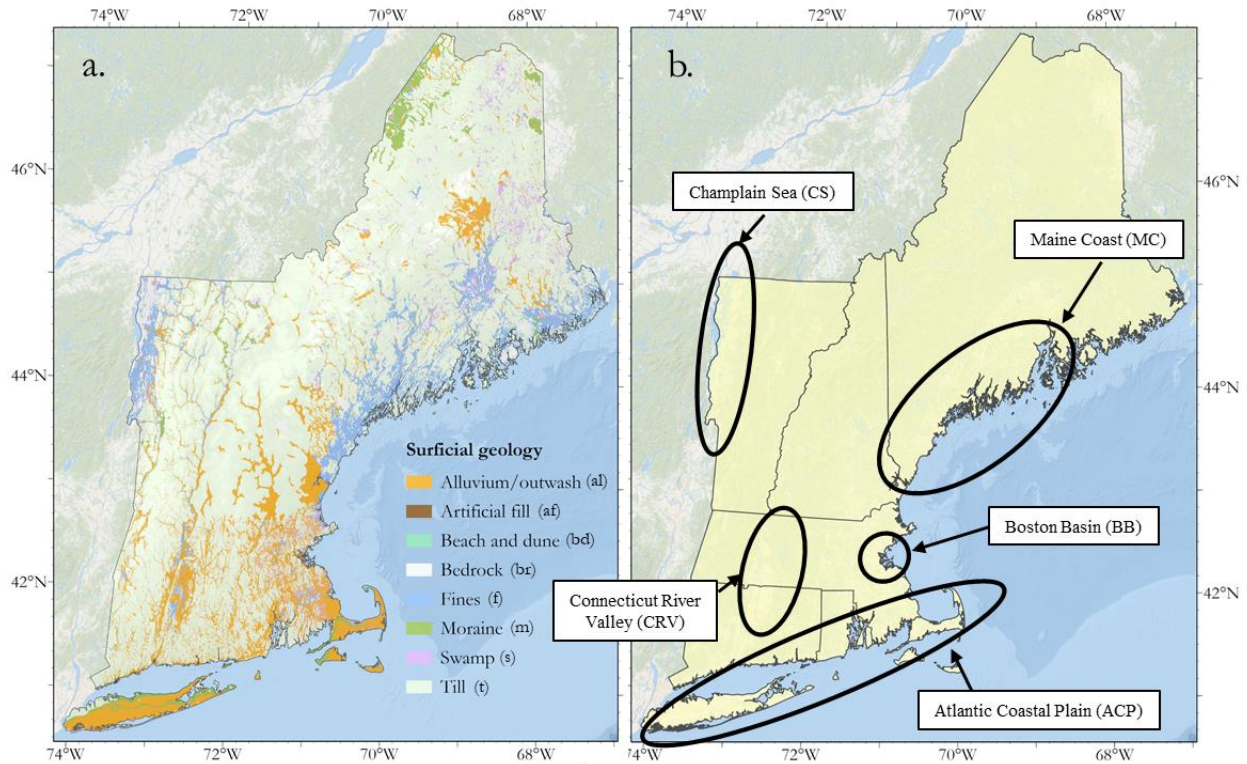 74°W
72°W
70°W
68°W
74°W
72°W
70°W
68°W
a.
b.
46°N
44°N
42°N
46°N
44°N
42°N
Champlain Sea (CS)
Maine Coast (MC)
Boston Basin (BB)
Connecticut River
Valley (CRV)
Atlantic Coastal Plain (ACP)
Surficial geology
Alluvium/outwash (al)
Artificial fill (af)
Beach and dune (bd)
Bedrock (br)
Fines (f)
Moraine (m)
Swamp (s)
Till (t)
74°W
72°W
70°W
68°W
74°W
72°W
70°W
68°W